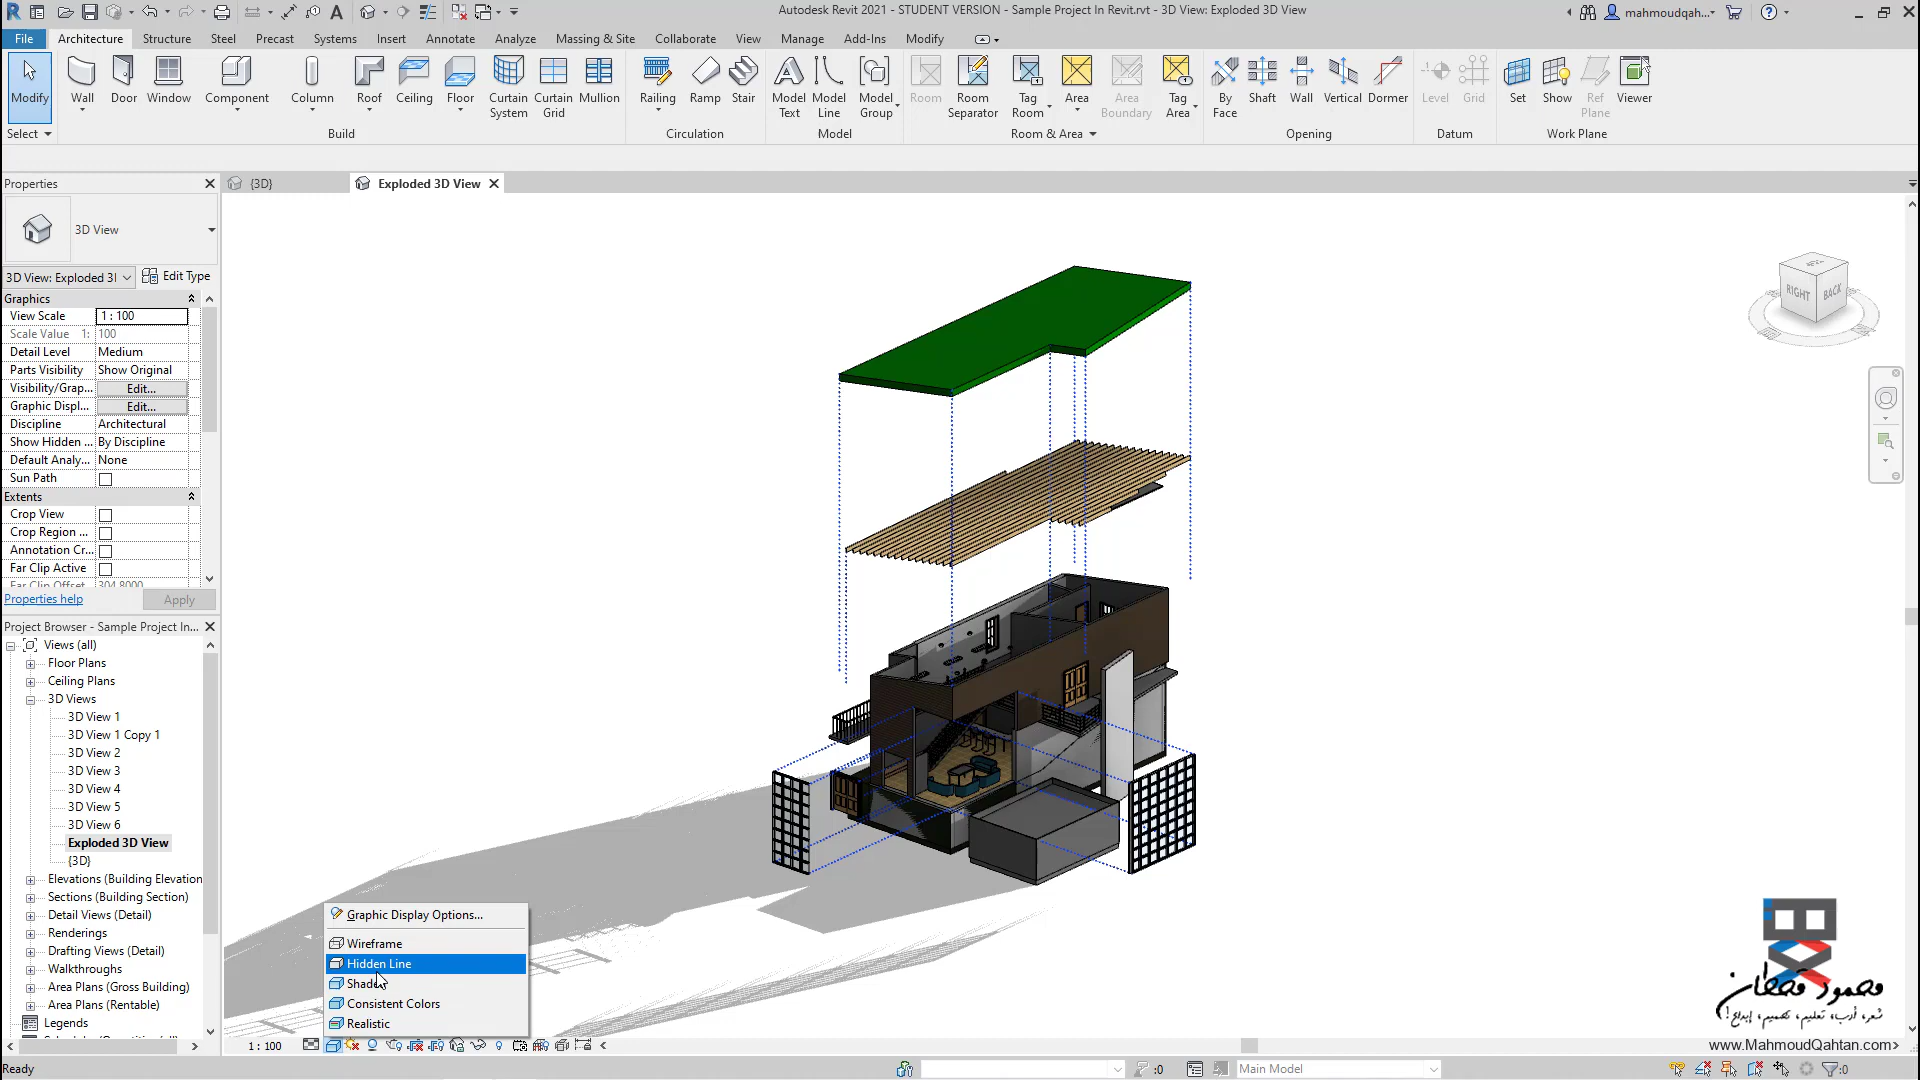 Autodesk Revit 2021 - STUDENT VERSION - Sample Project In Revit.rvt - 3D View: Exploded 3D View
mahmoudqah...
File Architecture Structure Steel Precast Systems Insert Annotate Analyze Massing & Site Collaborate View Manage Add-Ins Modify
Modify Wall Door Window Component Column Roof Ceiling Floor Curtain System Curtain Grid Mullion Railing Ramp Stair Model Text Model Line Model Group Room Room Separator Tag Room Area Area Boundary Tag Area By Face Shaft Wall Vertical Dormer Level Grid Set Show Ref Plane Viewer
Select Build Circulation Model Room & Area Opening Datum Work Plane
Properties
{3D} Exploded 3D View
3D View
3D View: Exploded 3I Edit Type
Graphics
View Scale 1 : 100
Scale Value 1: 100
Detail Level Medium
Parts Visibility Show Original
Visibility/Grap... Edit...
Graphic Displ... Edit...
Discipline Architectural
Show Hidden ... By Discipline
Default Analy... None
Sun Path
Extents
Crop View
Crop Region ...
Annotation Cr...
Far Clip Active
Far Clip Offset 304.8000
Properties help Apply
RIGHT BACK
Project Browser - Sample Project In...
Views (all)
Floor Plans
Ceiling Plans
3D Views
3D View 1
3D View 1 Copy 1
3D View 2
3D View 3
3D View 4
3D View 5
3D View 6
Exploded 3D View
{3D}
Elevations (Building Elevation
Sections (Building Section)
Detail Views (Detail)
Renderings
Drafting Views (Detail)
Walkthroughs
Area Plans (Gross Building)
Area Plans (Rentable)
Legends
Graphic Display Options...
Wireframe
Hidden Line
Shaded
Consistent Colors
Realistic
محمود قحطان
شعر، أدب، تعليم، تصميم، إبداع!
www.MahmoudQahtan.com
1 : 100
Ready
:0
Main Model
:0